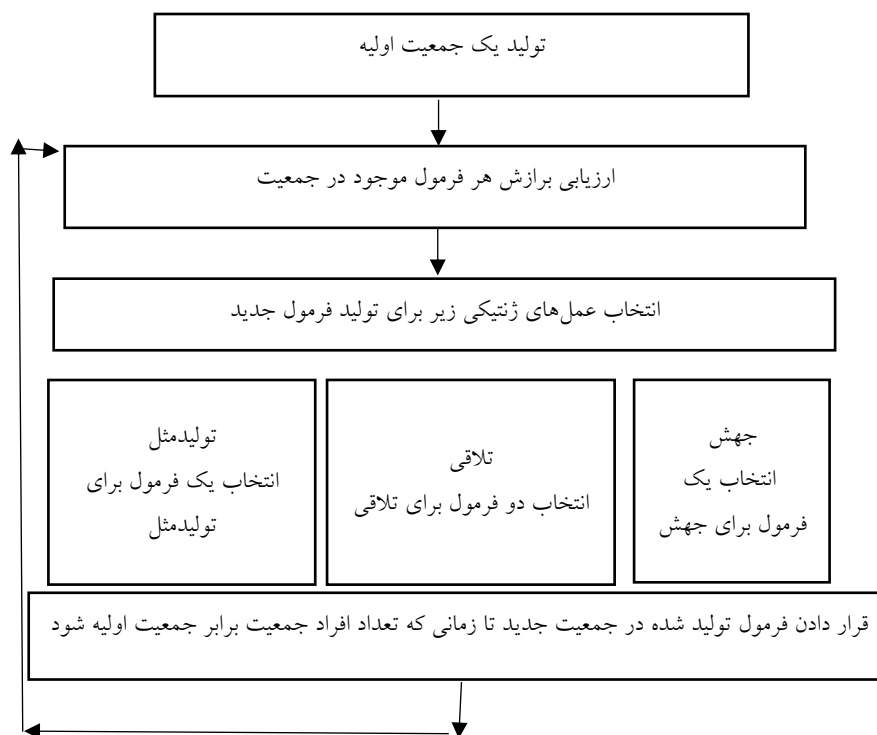 تولید یک جمعیت اولیه
ارزیابی برازش هر فرمول موجود در جمعیت
انتخاب عمل‌های ژنتیکی زیر برای تولید فرمول جدید
جهش
انتخاب یک
فرمول برای جهش
تلاقی
انتخاب دو فرمول برای تلاقی
تولیدمثل
انتخاب یک فرمول برای
تولیدمثل
قرار دادن فرمول تولید شده در جمعیت جدید تا زمانی که تعداد افراد جمعیت برابر جمعیت اولیه شود